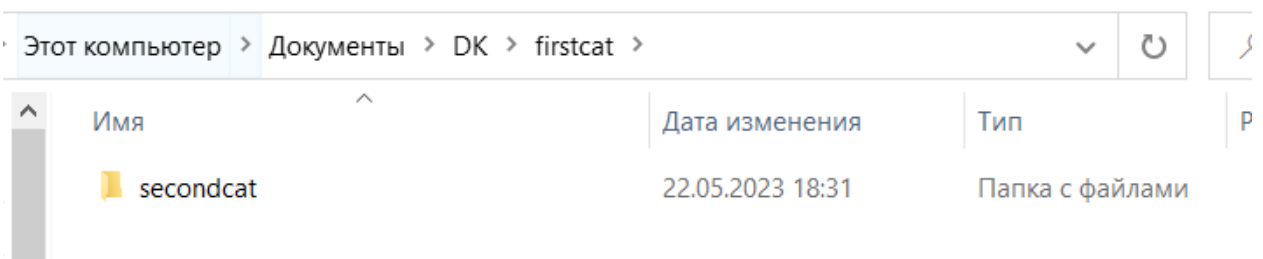 Этот компьютер > Документы > DK > firstcat >
Имя Дата изменения Тип Р
secondcat 22.05.2023 18:31 Папка с файлами